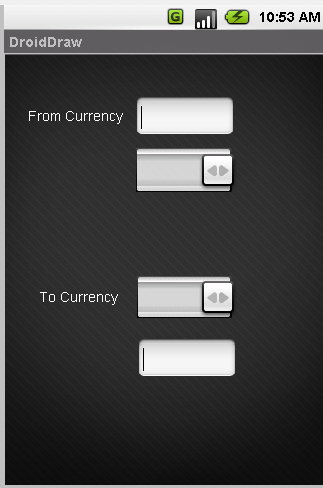 G
10:53 AM
DroidDraw
From Currency
To Currency